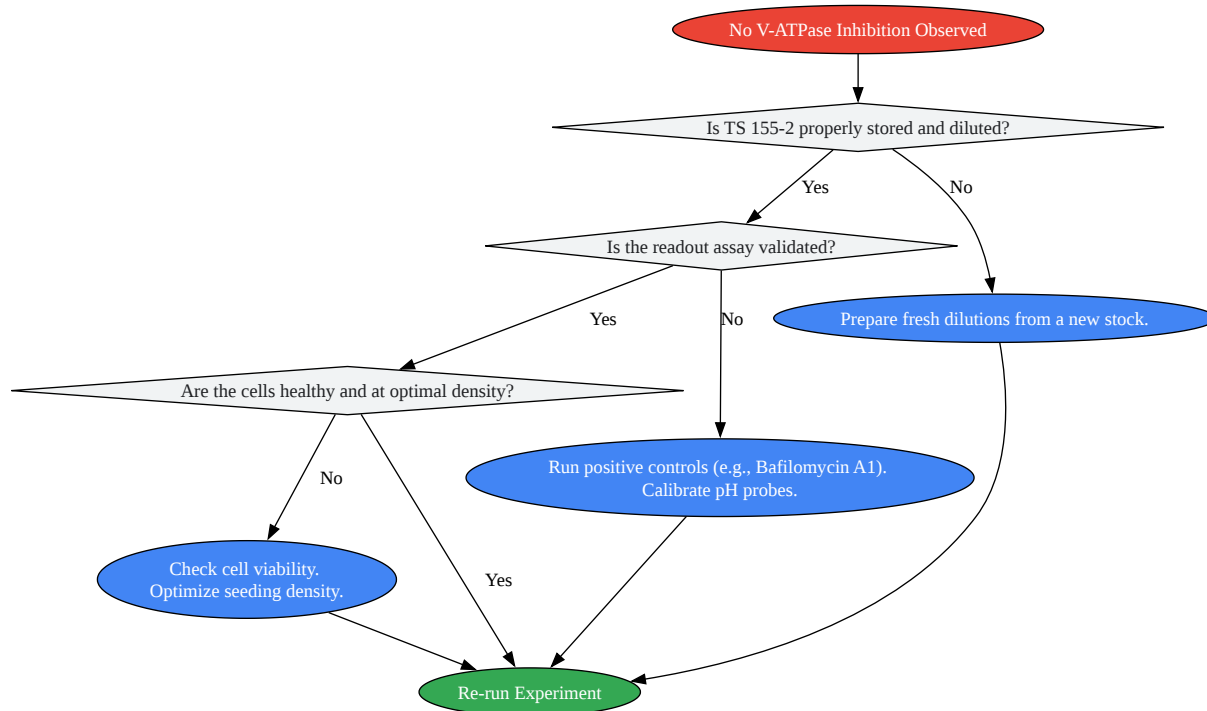 No V-ATPase Inhibition Observed
Is TS 155-2 properly stored and diluted?
Yes
No
Is the readout assay validated?
Yes
No
Prepare fresh dilutions from a new stock.
Are the cells healthy and at optimal density?
No
Yes
Run positive controls (e.g., Bafilomycin A1).
Calibrate pH probes.
Check cell viability.
Optimize seeding density.
Re-run Experiment